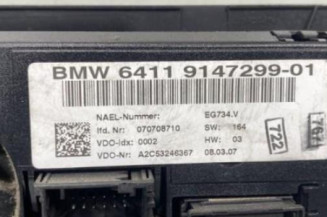 BMW 6411 9147299-01
NAEL-Nummer: EG734.V
lfd. Nr: 070708710 SW: 164
VDO-Idx: 0002 HW: 03
VDO-Nr: A2C53246367 08.03.07
722